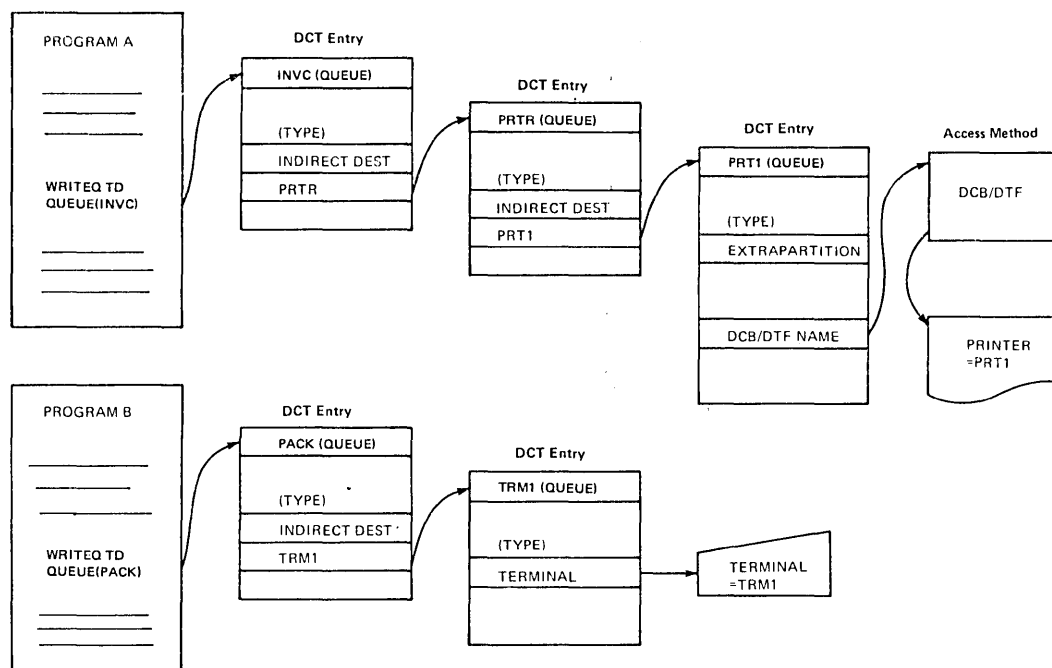 PROGRAM A
WRITEQ TD
QUEUE(INVC)
DCT Entry
INVC (QUEUE)
(TYPE)
INDIRECT DEST
PRTR
DCT Entry
PRTR (QUEUE)
(TYPE)
INDIRECT DEST
PRT1
DCT Entry
PRT1 (QUEUE)
(TYPE)
EXTRAPARTITION
DCB/DTF NAME
Access Method
DCB/DTF
PRINTER
=PRT1
PROGRAM B
WRITEQ TD
QUEUE(PACK)
DCT Entry
PACK (QUEUE)
(TYPE)
INDIRECT DEST
TRM1
DCT Entry
TRM1 (QUEUE)
(TYPE)
TERMINAL
TERMINAL
=TRM1